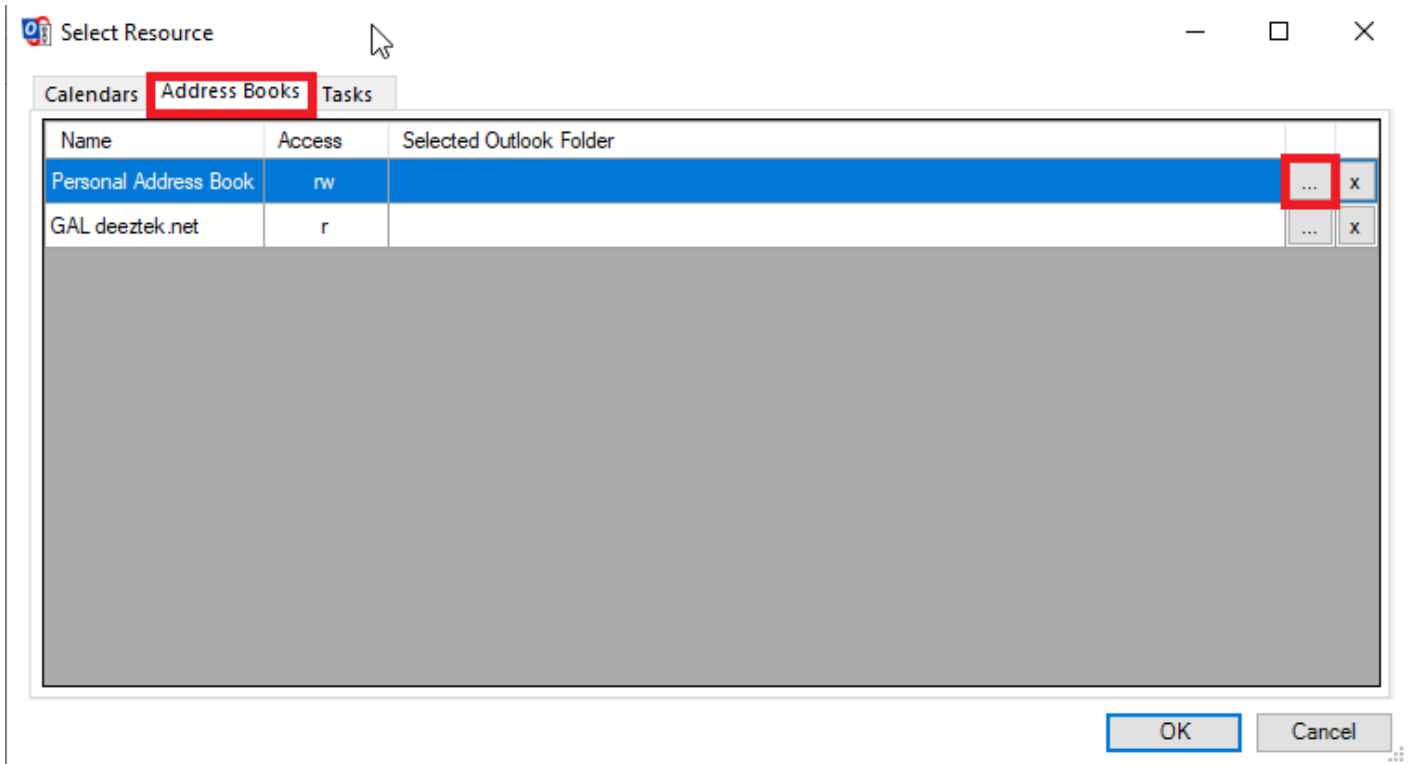 Select Resource
Calendars Address Books Tasks
Name Access Selected Outlook Folder
Personal Address Book rw ... x
GAL deeztek.net r ... x
OK Cancel